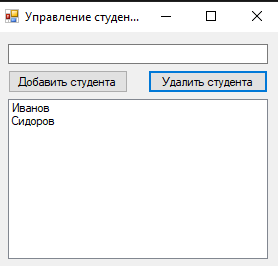 Управление студен...
Добавить студента
Удалить студента
Иванов
Сидоров